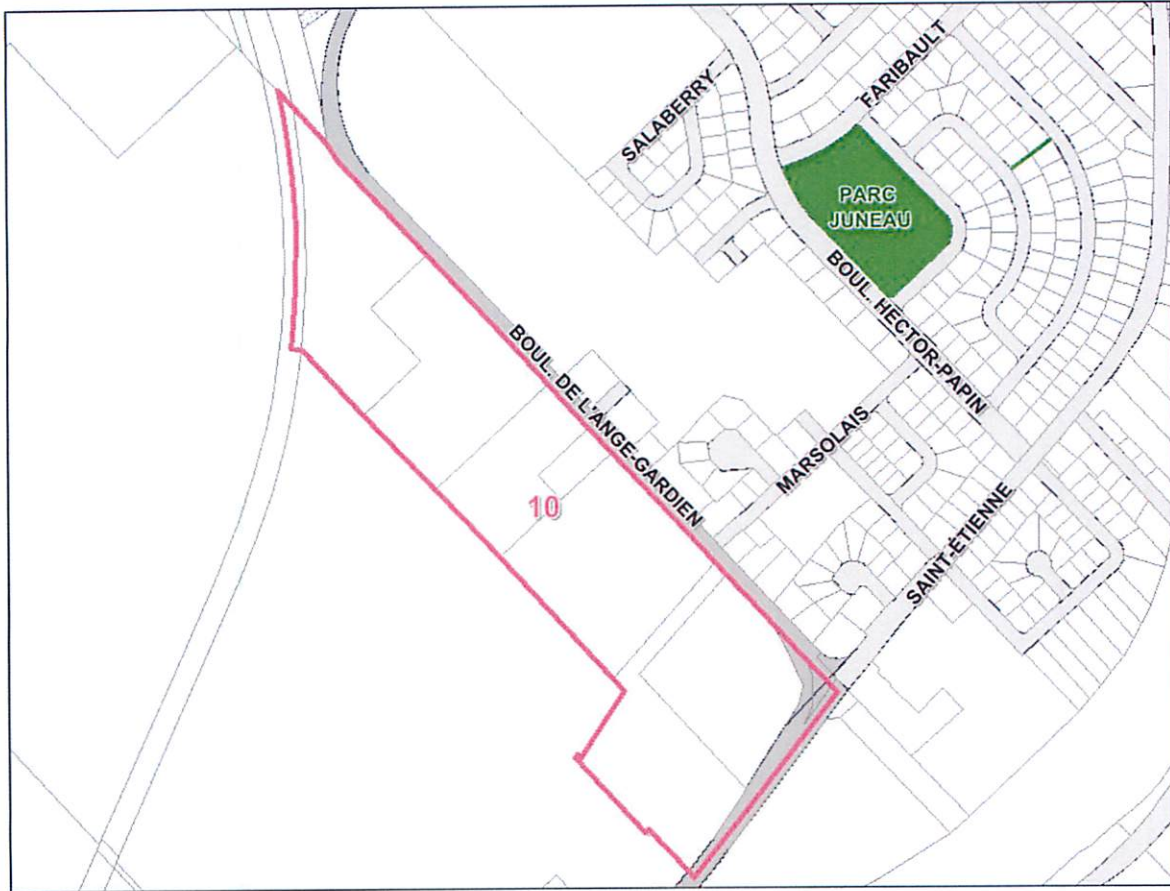 SALABERRY
FARIBAULT
PARC
JUNEAU
BOUL. HECTOR-PAPIN
BOUL. DE L'ANGE-GARDIEN
MARSOLAIS
10
SAINT-ÉTIENNE